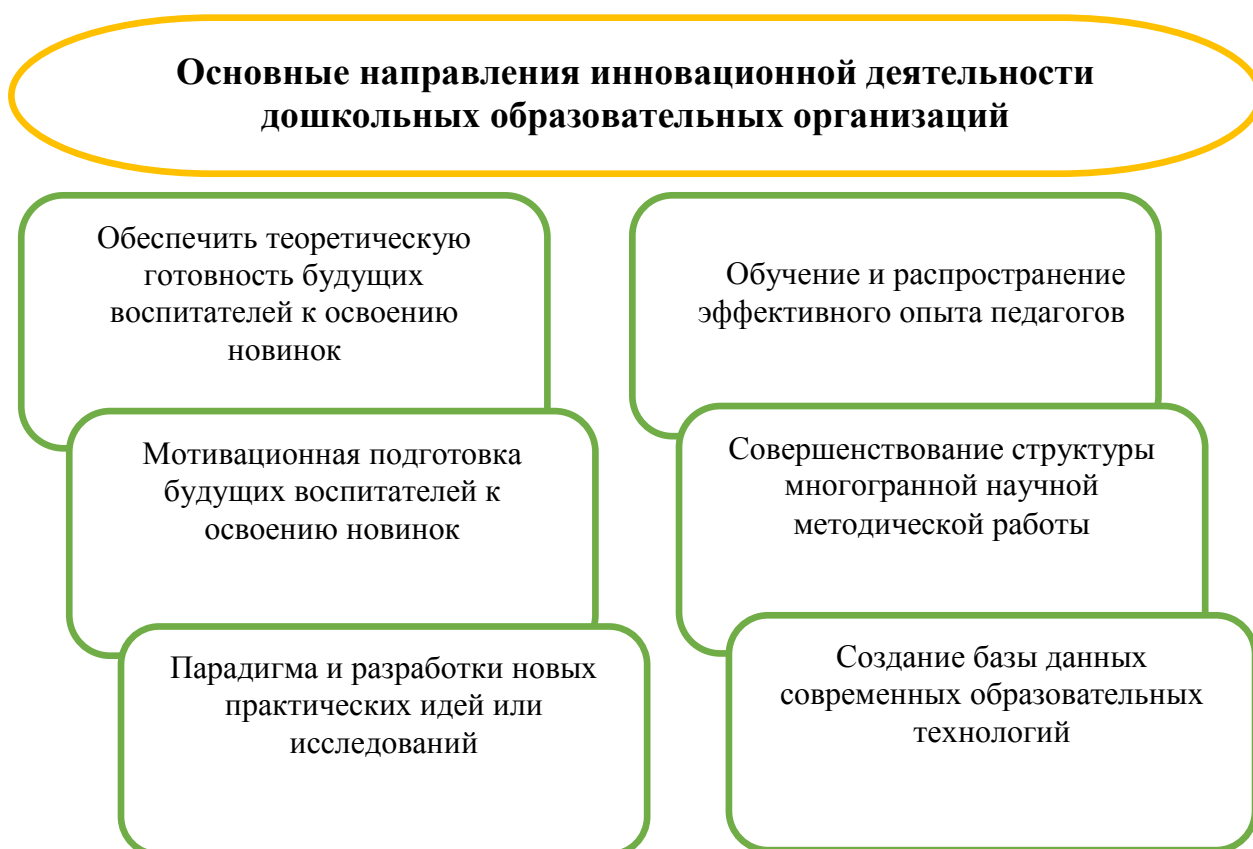 Основные направления инновационной деятельности
дошкольных образовательных организаций
Обеспечить теоретическую
готовность будущих
воспитателей к освоению
новинок
Мотивационная подготовка
будущих воспитателей к
освоению новинок
Парадигма и разработки новых
практических идей или
исследований
Обучение и распространение
эффективного опыта педагогов
Совершенствование структуры
многогранной научной
методической работы
Создание базы данных
современных образовательных
технологий